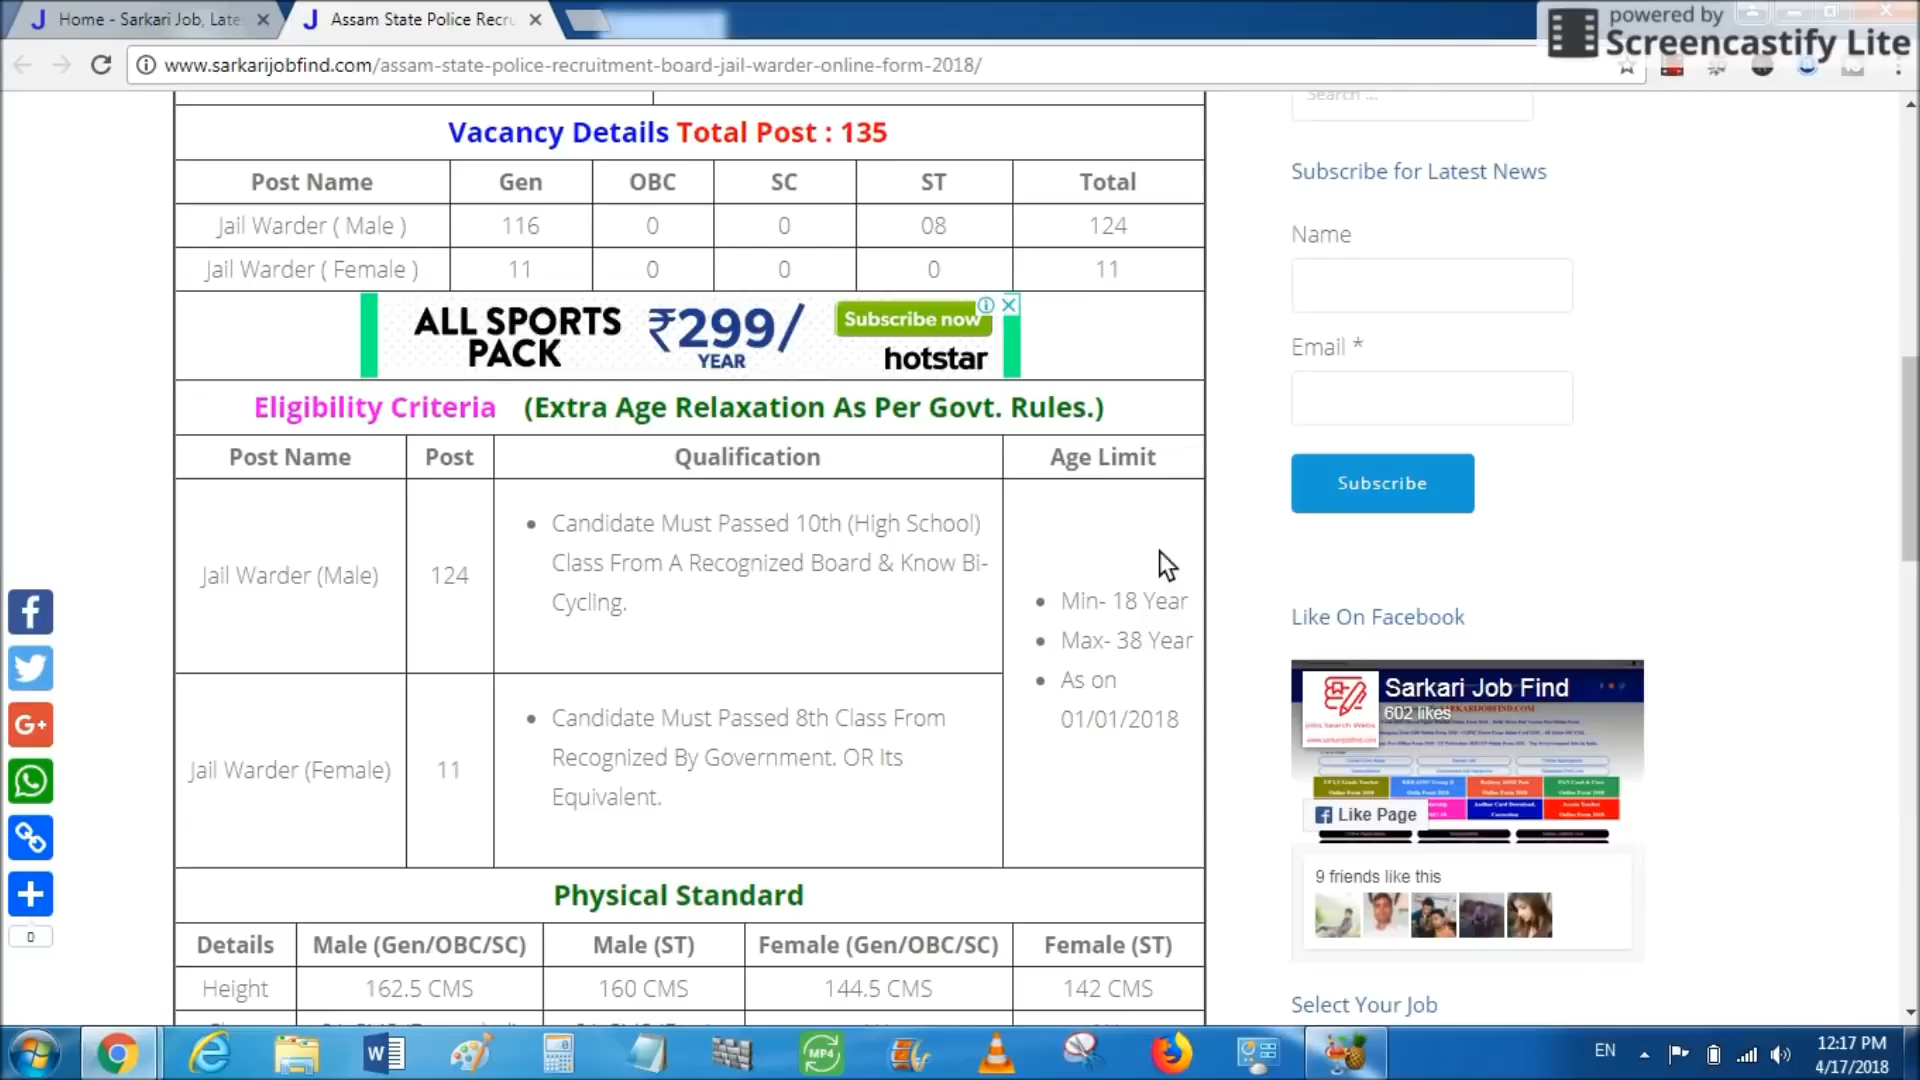 Home - Sarkari Job, Late
Assam State Police Recru
powered by
Screencastify Lite
www.sarkarijobfind.com/assam-state-police-recruitment-board-jail-warder-online-form-2018/
Vacancy Details Total Post : 135
Post Name Gen OBC SC ST Total
Jail Warder ( Male ) 116 0 0 08 124
Jail Warder ( Female ) 11 0 0 0 11
ALL SPORTS PACK
₹299/
YEAR
Subscribe now
hotstar
Eligibility Criteria (Extra Age Relaxation As Per Govt. Rules.)
Post Name Post Qualification Age Limit
Jail Warder (Male) 124
Candidate Must Passed 10th (High School)
Class From A Recognized Board & Know Bi-
Cycling.
Jail Warder (Female) 11
Candidate Must Passed 8th Class From
Recognized By Government. OR Its
Equivalent.
Min- 18 Year
Max- 38 Year
As on
01/01/2018
Physical Standard
Details Male (Gen/OBC/SC) Male (ST) Female (Gen/OBC/SC) Female (ST)
Height 162.5 CMS 160 CMS 144.5 CMS 142 CMS
0
Search ...
Subscribe for Latest News
Name
Email *
Subscribe
Like On Facebook
Sarkari Job Find
602 likes
Like Page
9 friends like this
Select Your Job
MP4
EN
12:17 PM
4/17/2018